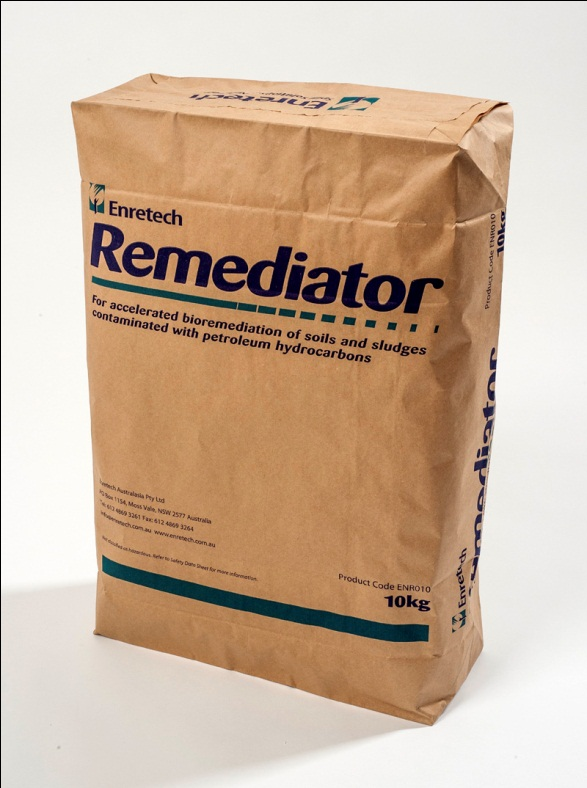 Enretech
Enretech
Remediator
For accelerated bioremediation of soils and sludges
contaminated with petroleum hydrocarbons
Enretech Australasia Pty Ltd
PO Box 1154, Moss Vale, NSW 2577 Australia
Tel: 612 4869 3261 Fax: 612 4869 3264
info@enretech.com.au www.enretech.com.au
Not classified as hazardous. Refer to Safety Data Sheet for more information.
Product Code ENR010
10kg
Product Code ENR010
10kg
Remediator
Enretech